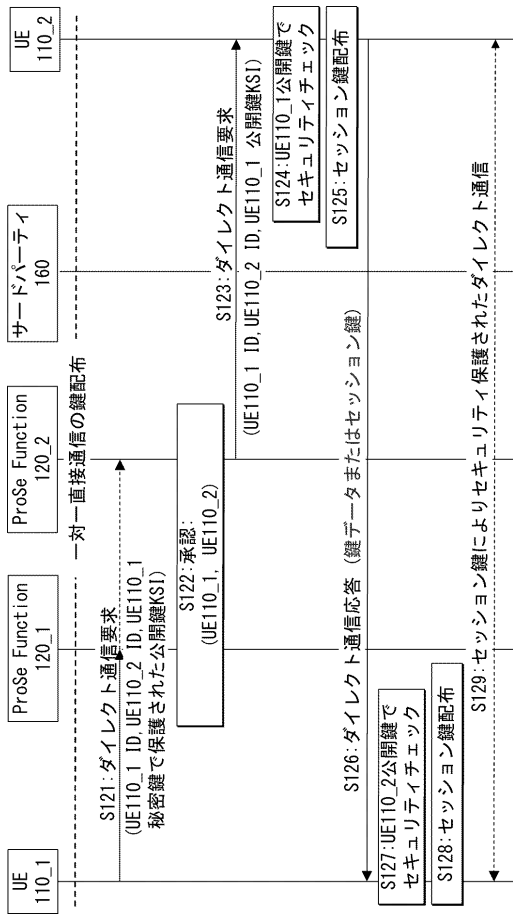 UE
110_1
ProSe Function
120_1
ProSe Function
120_2
サードパーティ
160
UE
110_2
一対一直接通信の鍵配布
S121:ダイレクト通信要求
(UE110_1 ID,UE110_2 ID,UE110_1
秘密鍵で保護された公開鍵KSI)
S122:承認:
(UE110_1, UE110_2)
S123:ダイレクト通信要求
(UE110_1 ID,UE110_2 ID,UE110_1 公開鍵KSI)
S124:UE110_1公開鍵で
セキュリティチェック
S125:セッション鍵配布
S126:ダイレクト通信応答 (鍵データまたはセッション鍵)
S127:UE110_2公開鍵で
セキュリティチェック
S128:セッション鍵配布
S129:セッション鍵によりセキュリティ保護されたダイレクト通信